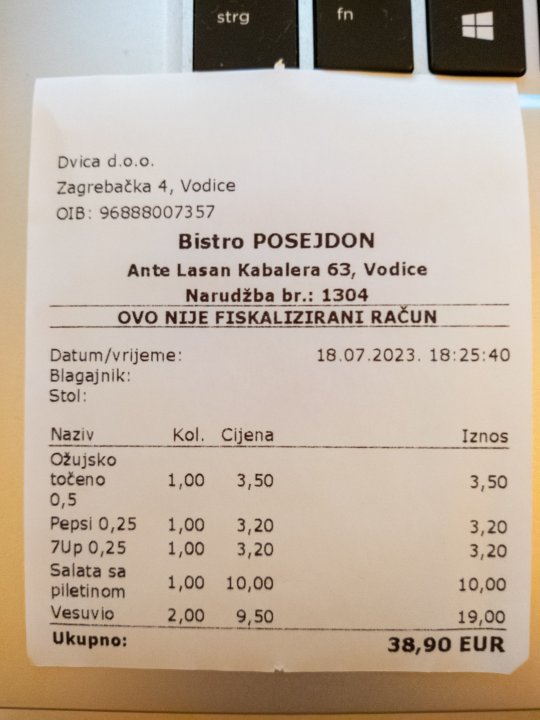 strg fn
Dvica d.o.o.
Zagrebačka 4, Vodice
OIB: 96888007357
Bistro POSEJDON
Ante Lasan Kabalera 63, Vodice
Narudžba br.: 1304
OVO NIJE FISKALIZIRANI RAČUN
Datum/vrijeme: 18.07.2023. 18:25:40
Blagajnik:
Stol:
Naziv Kol. Cijena Iznos
Ožujsko
točeno 1,00 3,50 3,50
0,5
Pepsi 0,25 1,00 3,20 3,20
7Up 0,25 1,00 3,20 3,20
Salata sa
piletinom 1,00 10,00 10,00
Vesuvio 2,00 9,50 19,00
Ukupno: 38,90 EUR